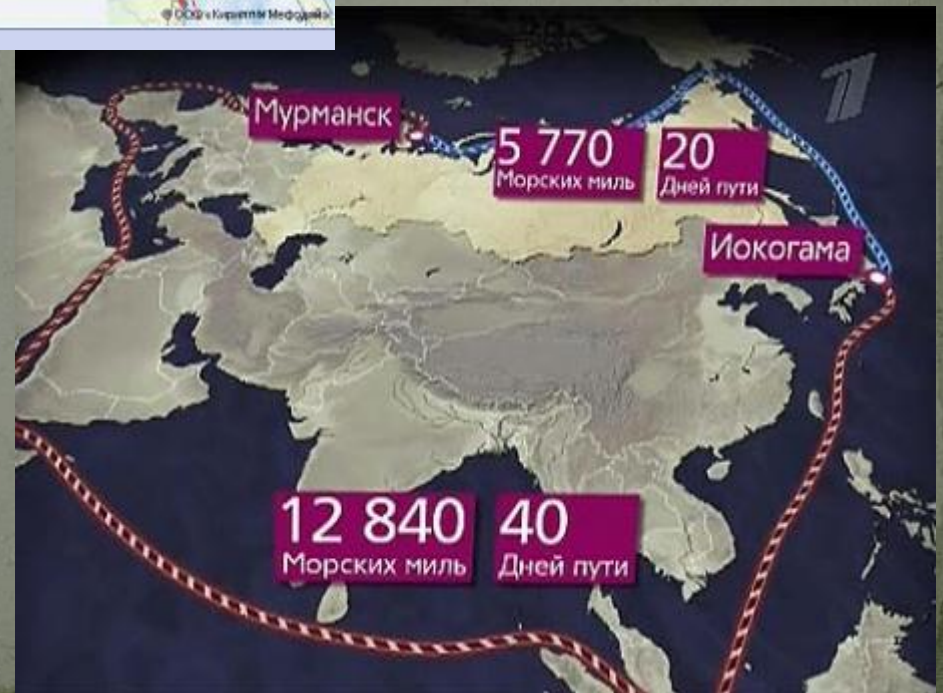 Мурманск
5 770
Морских миль
20
Дней пути
Иокогама
12 840
Морских миль
40
Дней пути